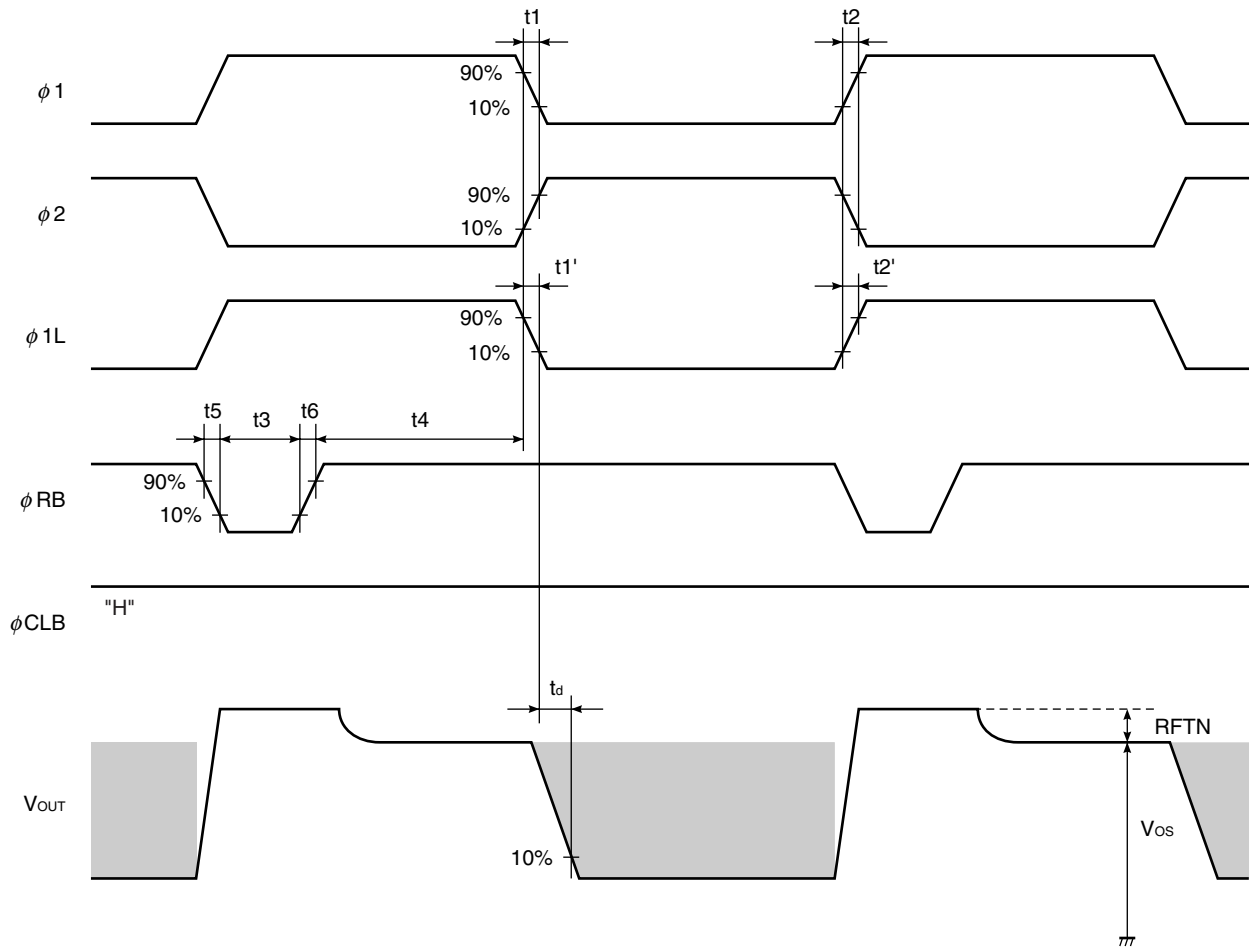 t1 t2
90%
ϕ1
10%
90%
ϕ2
10%
t1' t2'
90%
ϕ1L
10%
t5 t3 t6 t4
90%
ϕRB
10%
"H"
ϕCLB
td
RFTN
VOUT
VOS
10%